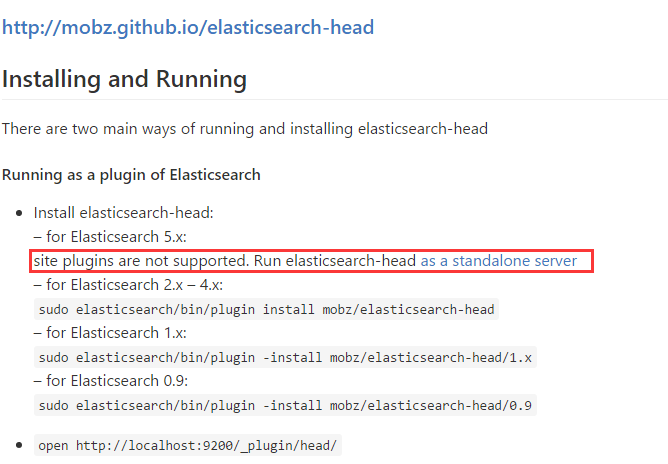 http://mobz.github.io/elasticsearch-head
Installing and Running
There are two main ways of running and installing elasticsearch-head
Running as a plugin of Elasticsearch
• Install elasticsearch-head:
– for Elasticsearch 5.x:
site plugins are not supported. Run elasticsearch-head as a standalone server
– for Elasticsearch 2.x – 4.x:
sudo elasticsearch/bin/plugin install mobz/elasticsearch-head
– for Elasticsearch 1.x:
sudo elasticsearch/bin/plugin -install mobz/elasticsearch-head/1.x
– for Elasticsearch 0.9:
sudo elasticsearch/bin/plugin -install mobz/elasticsearch-head/0.9
• open http://localhost:9200/_plugin/head/